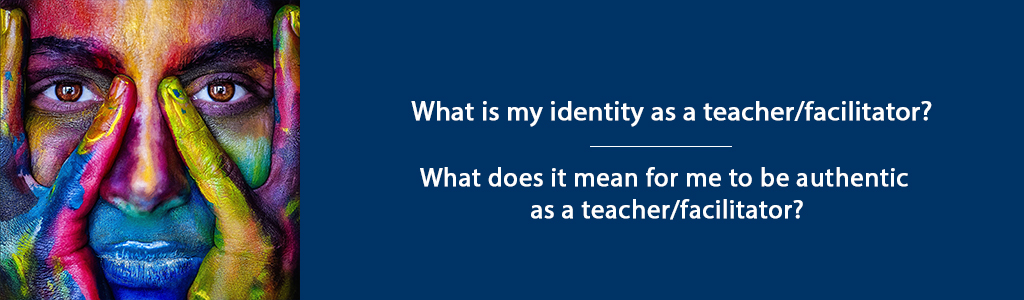 What is my identity as a teacher/facilitator?
What does it mean for me to be authentic
as a teacher/facilitator?